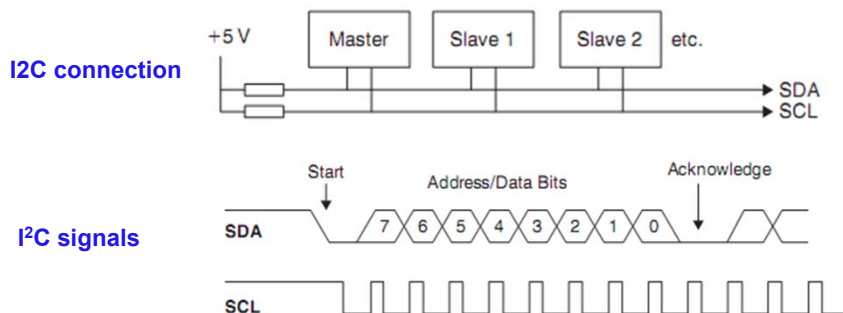 I2C connection
+5 V
Master
Slave 1
Slave 2
etc.
SDA
SCL
I²C signals
Start
Address/Data Bits
Acknowledge
SDA
7 6 5 4 3 2 1 0
SCL